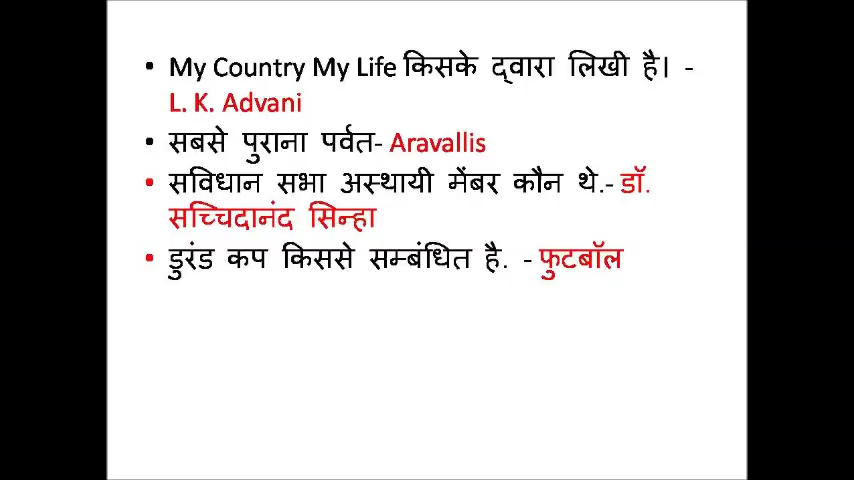 • My Country My Life किसके द्वारा लिखी है। -
L. K. Advani
• सबसे पुराना पर्वत- Aravallis
• सविधान सभा अस्थायी मेंबर कौन थे.- डॉ.
सच्चिदानंद सिन्हा
• डुरंड कप किससे सम्बंधित है. - फुटबॉल